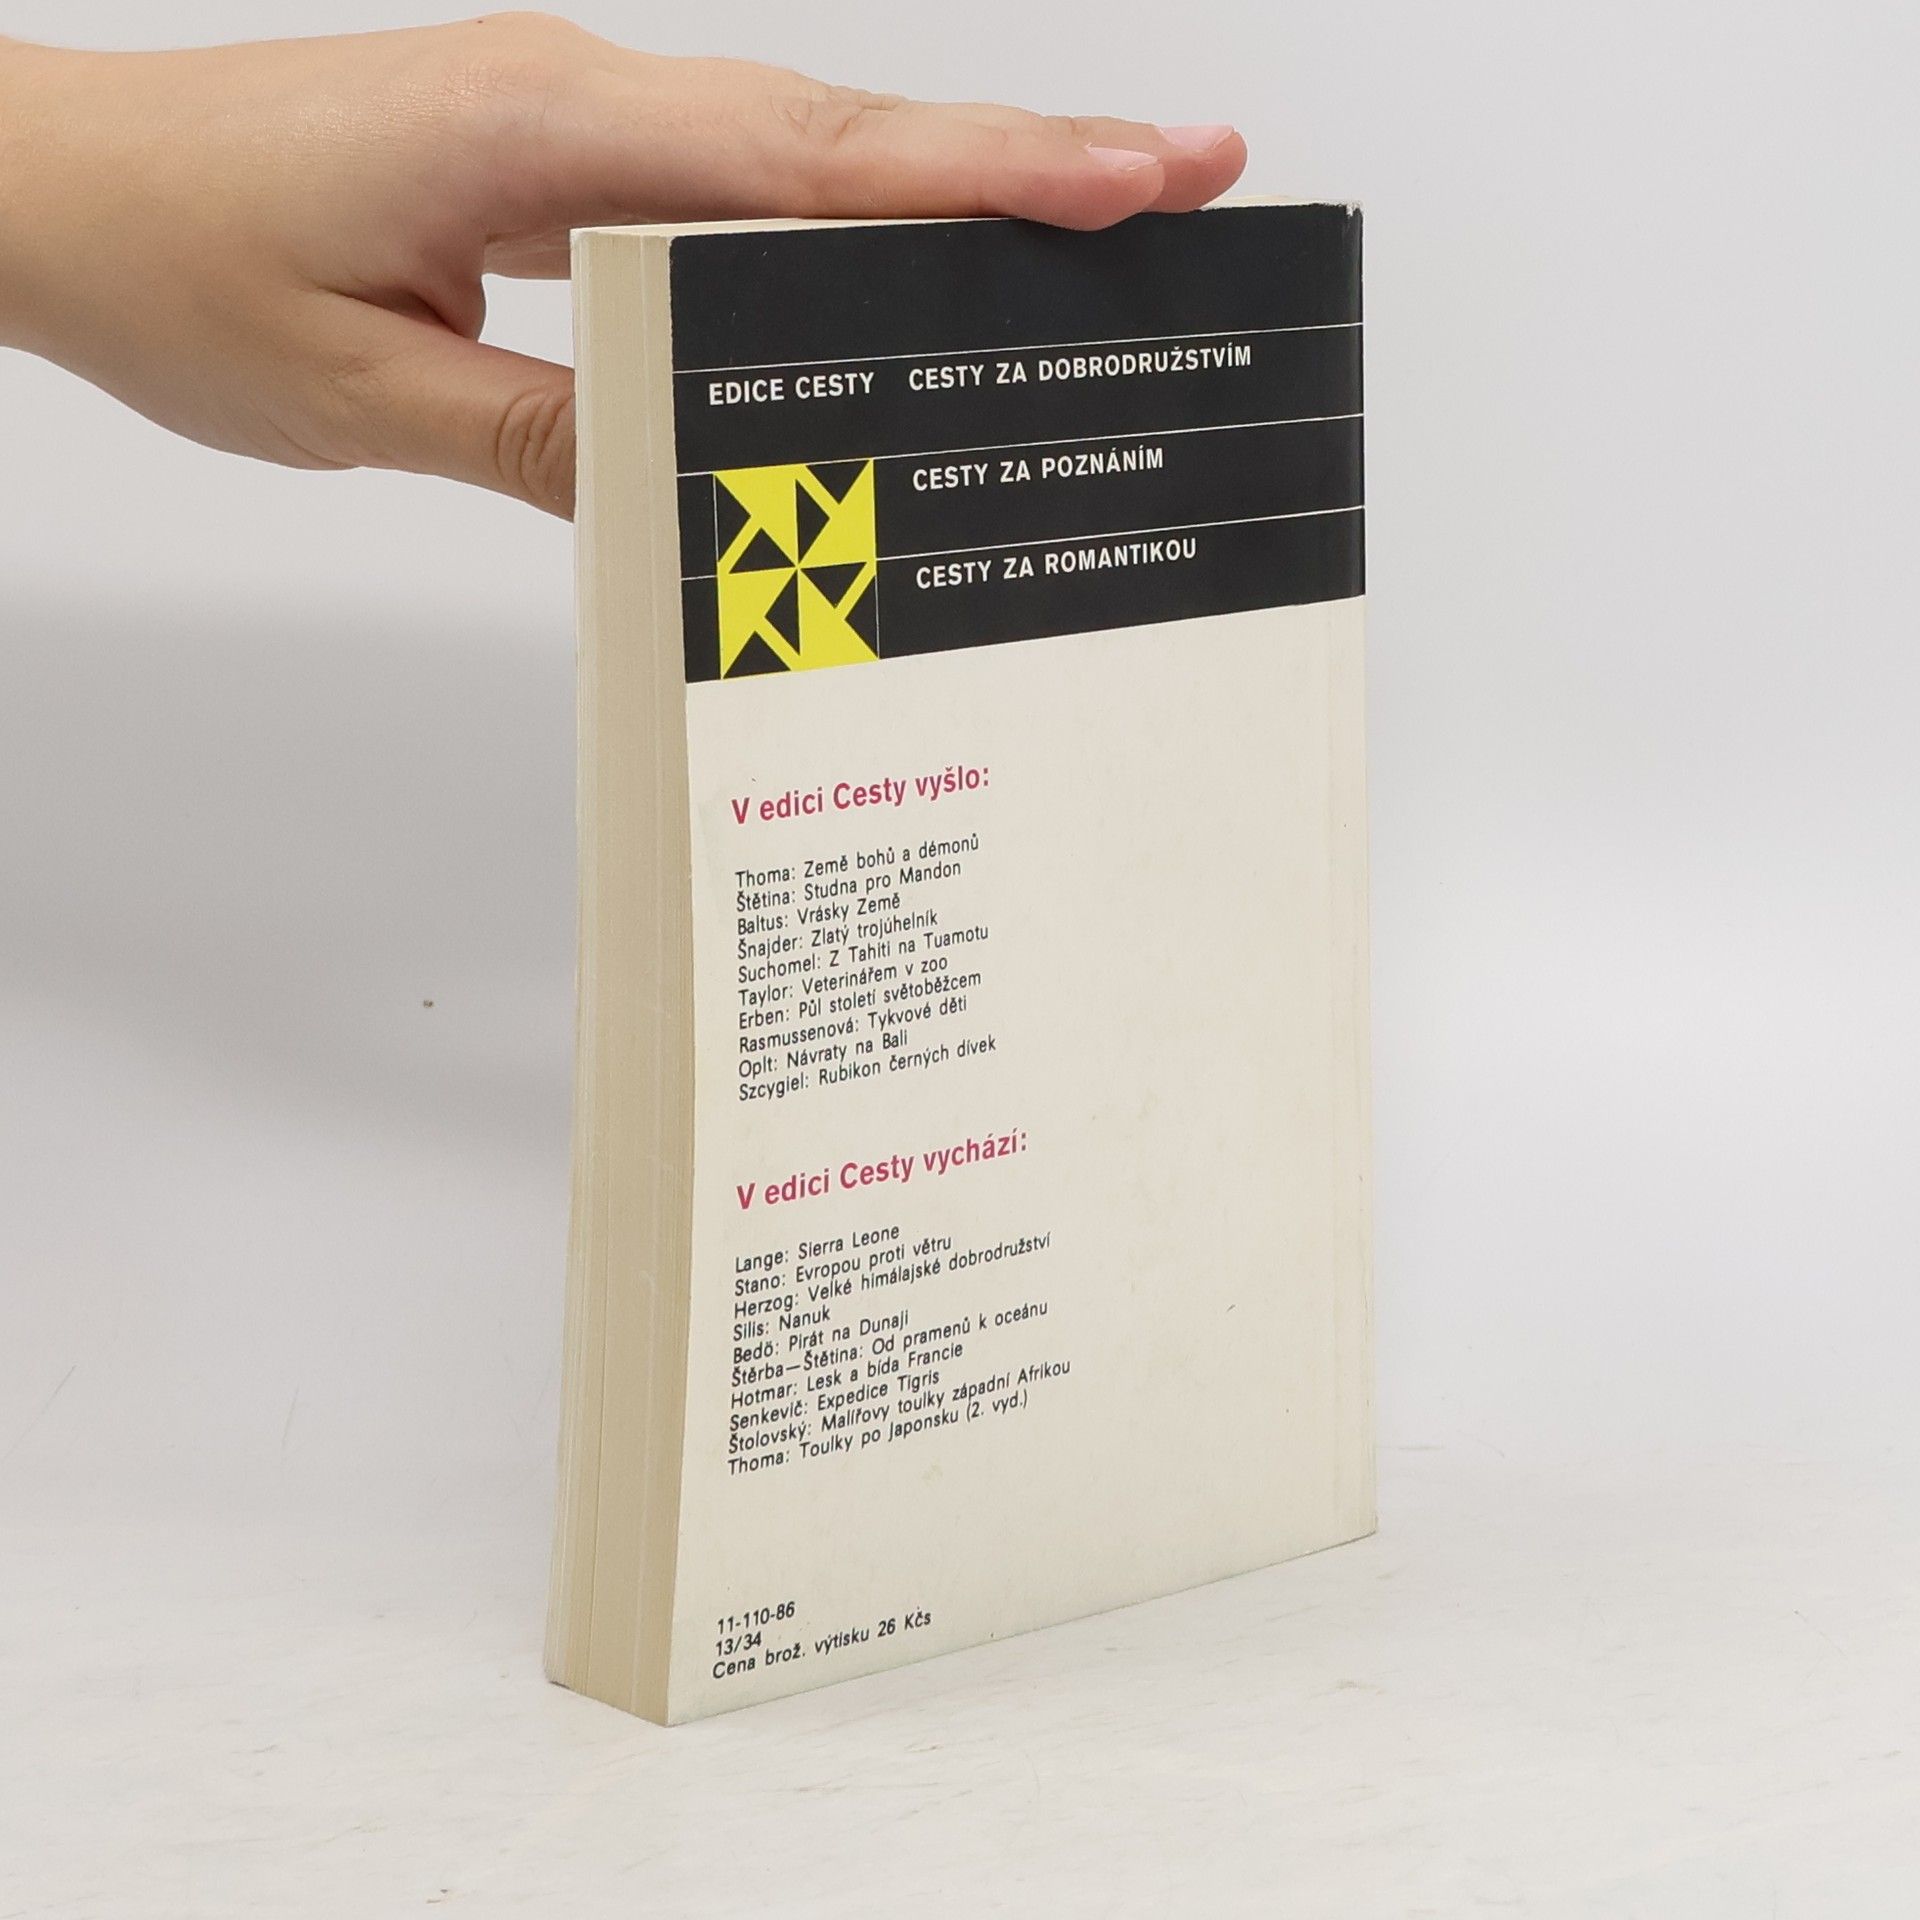 EDICE CESTY CESTY ZA DOBRODRUŽSTVÍM
CESTY ZA POZNÁNÍM
CESTY ZA ROMANTIKOU
V edici Cesty vyšlo:
Thoma: Země bohů a démonů
Štětina: Studna pro Mandon
Baltus: Vrásky Země
Šnajder: Zlatý trojúhelník
Suchomel: Z Tahiti na Tuamotu
Taylor: Veterinářem v zoo
Erben: Půl století světoběžcem
Rasmussenová: Tykvové děti
Oplt: Návraty na Bali
Szcygiel: Rubikon černých dívek
V edici Cesty vychází:
Lange: Sierra Leone
Stano: Evropou proti větru
Herzog: Velké himálajské dobrodružství
Silis: Nanuk
Bedö: Pirát na Dunaji
Štěrba—Štětina: Od pramenů k oceánu
Hotmar: Lesk a bída Francie
Senkevič: Expedice Tigris
Štolovský: Malířovy toulky západní Afrikou
Thoma: Toulky po Japonsku (2. vyd.)
11-110-86
13/34
Cena brož. výtisku 26 Kčs